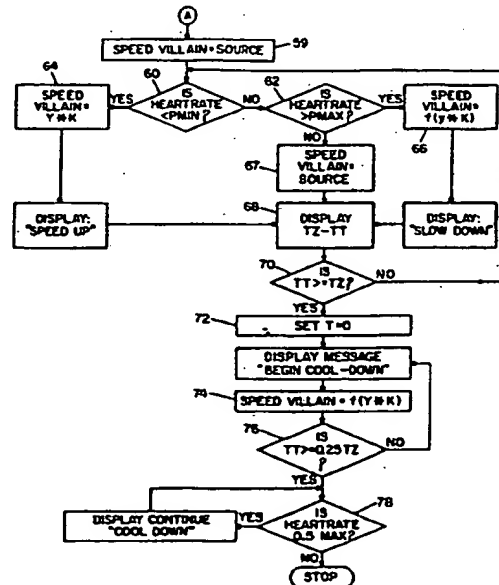 A
SPEED VILLAIN=SOURCE
59
64
SPEED
VILLAIN=
Y*K
YES
60
IS
HEARTRATE
<PMIN?
NO
62
IS
HEARTRATE
>PMAX?
YES
SPEED
VILLAIN=
f(y*K)
66
NO
67
SPEED
VILLAIN=
SOURCE
DISPLAY:
"SPEED UP"
68
DISPLAY
TZ-TT
DISPLAY:
"SLOW DOWN"
70
IS
TT>=TZ?
NO
YES
72
SET T=0
DISPLAY MESSAGE
"BEGIN COOL-DOWN"
74
SPEED VILLAIN = f(Y*K)
76
IS
TT>=0.25TZ
?
NO
YES
78
IS
HEARTRATE
0.5 MAX?
YES
DISPLAY CONTINUE
"COOL DOWN"
NO
STOP